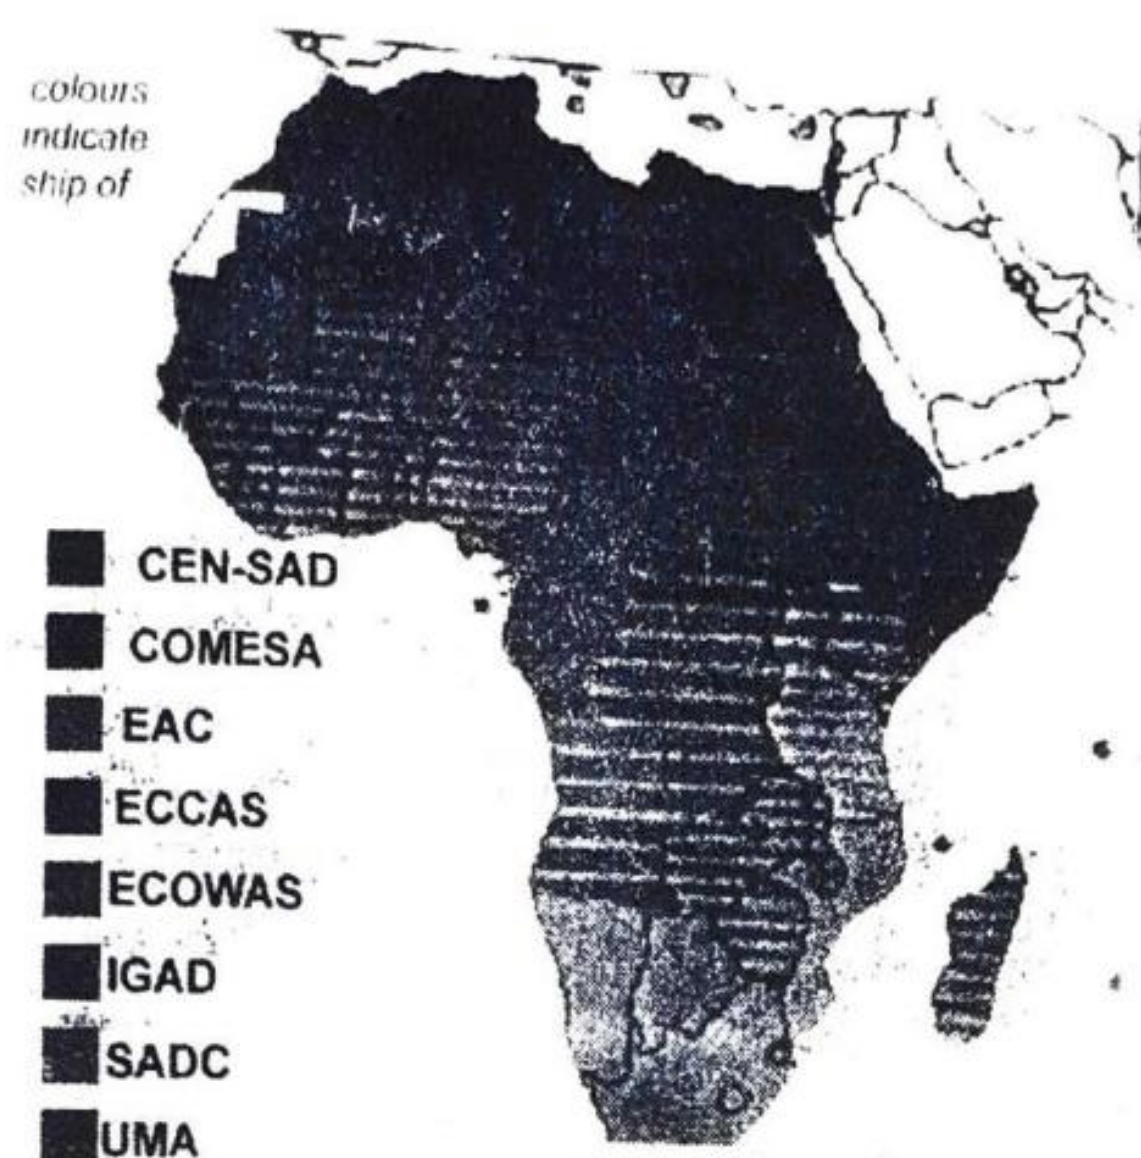 colours
indicate
ship of
CEN-SAD
COMESA
EAC
ECCAS
ECOWAS
IGAD
SADC
UMA